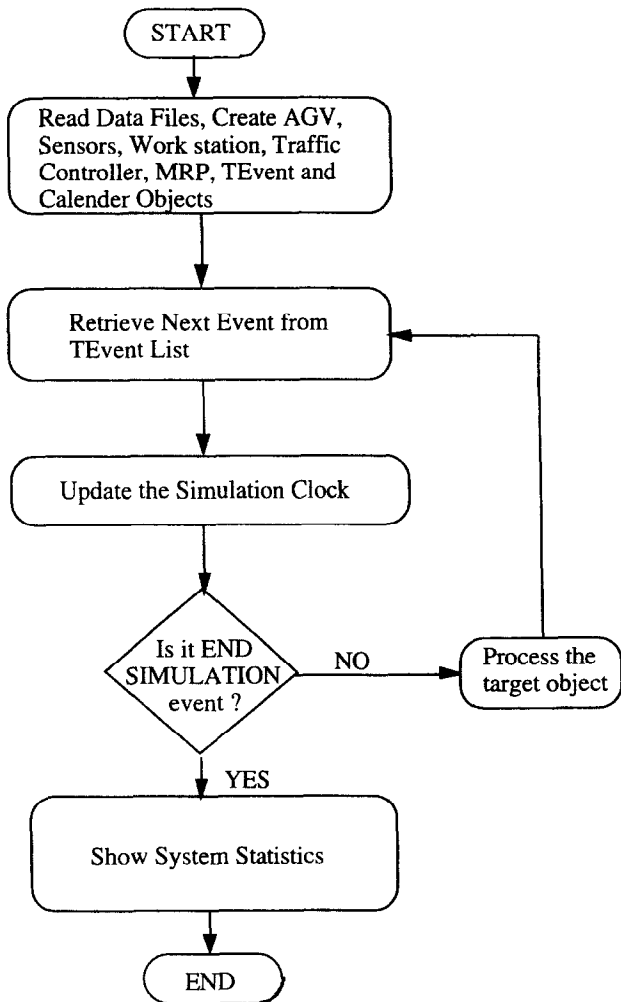 START
Read Data Files, Create AGV,
Sensors, Work station, Traffic
Controller, MRP, TEvent and
Calender Objects
Retrieve Next Event from
TEvent List
Update the Simulation Clock
Is it END
SIMULATION
event ?
NO
Process the
target object
YES
Show System Statistics
END